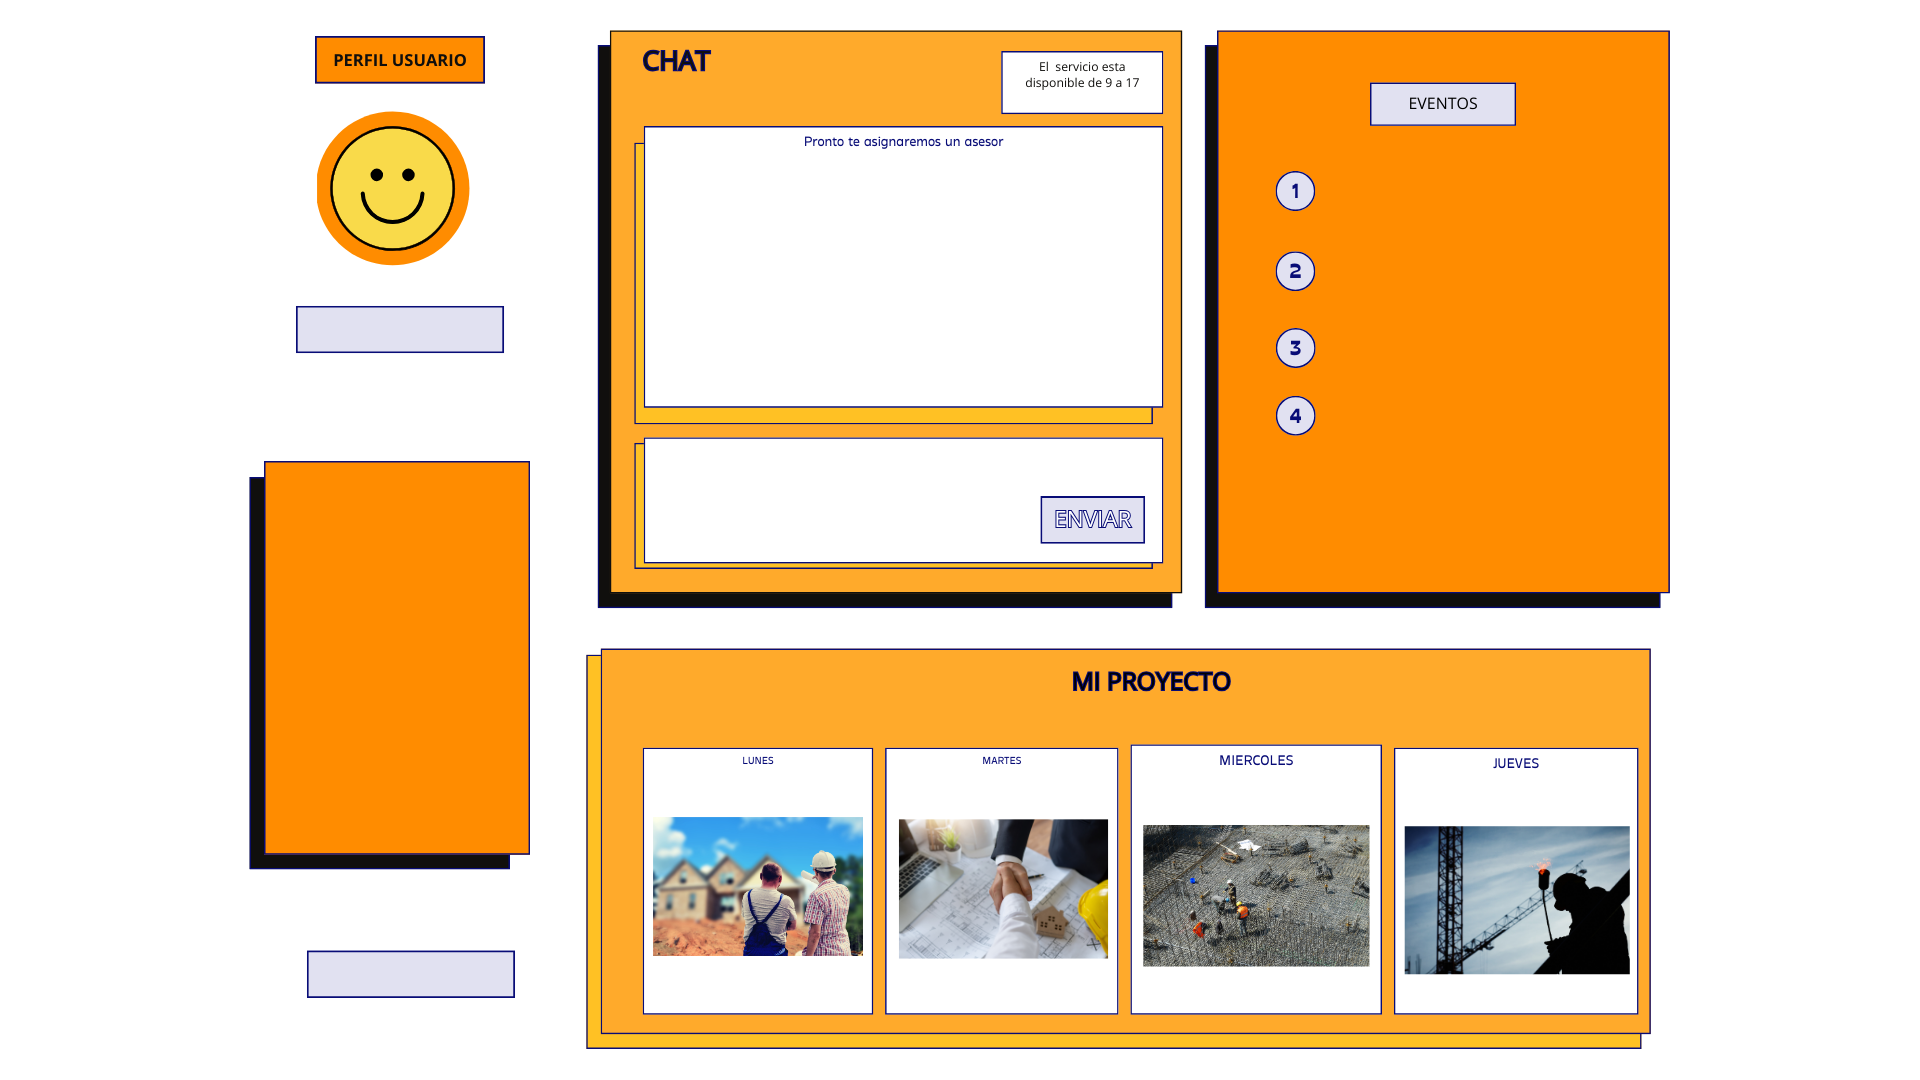 PERFIL USUARIO
CHAT
El servicio esta
disponible de 9 a 17
Pronto te asignaremos un asesor
ENVIAR
EVENTOS
1
2
3
4
MI PROYECTO
LUNES
MARTES
MIERCOLES
JUEVES